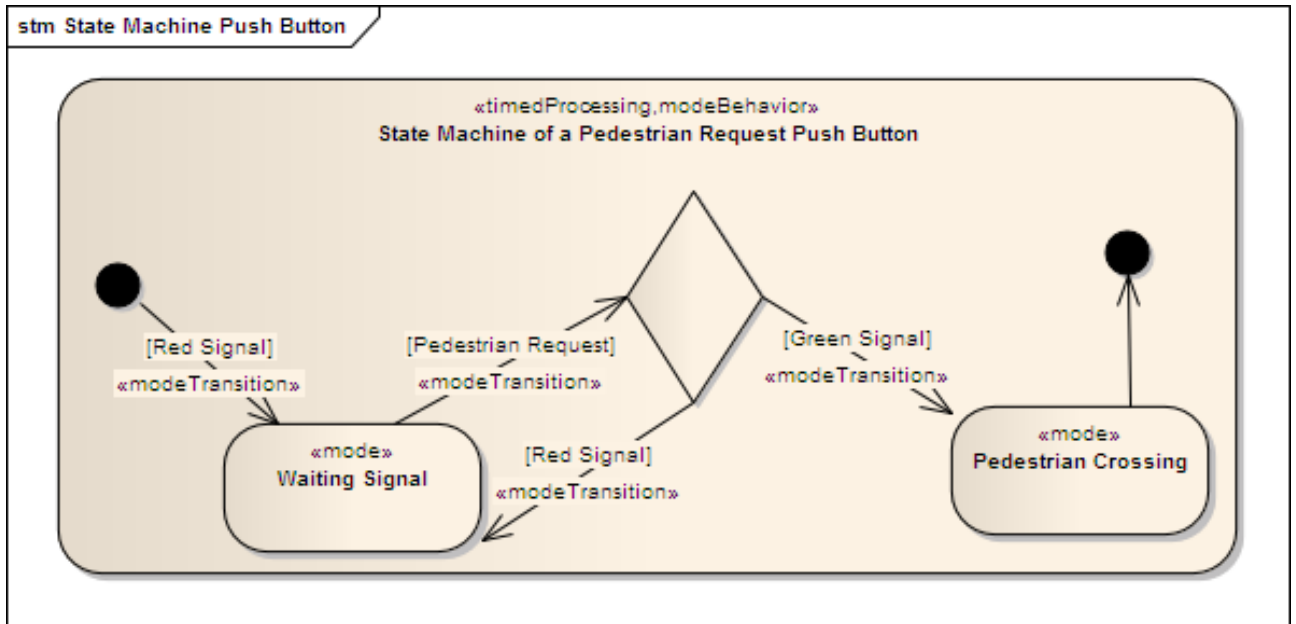 stm State Machine Push Button
«timedProcessing,modeBehavior»
State Machine of a Pedestrian Request Push Button
[Red Signal]
«modeTransition»
[Pedestrian Request]
«modeTransition»
[Green Signal]
«modeTransition»
«mode»
Waiting Signal
[Red Signal]
«modeTransition»
«mode»
Pedestrian Crossing